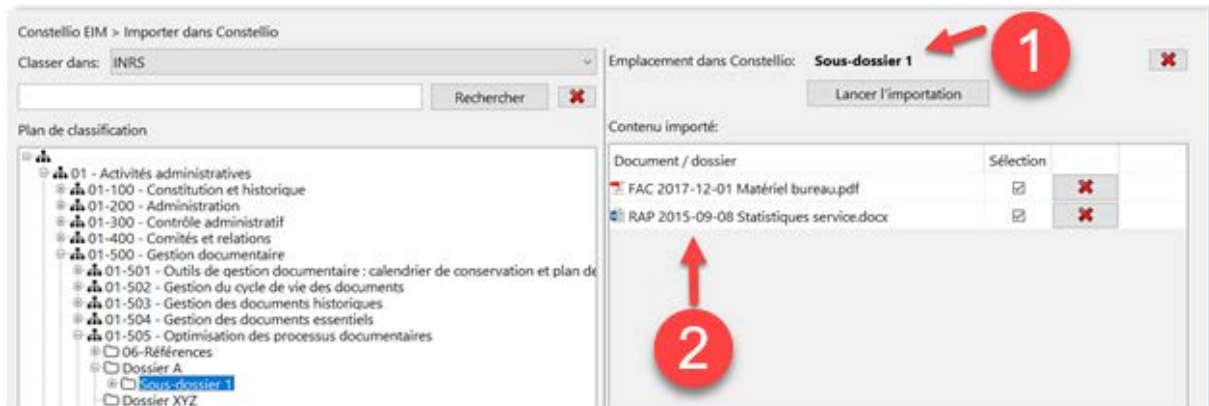 Constellio EIM > Importer dans Constellio
Classer dans: INRS
Rechercher
Plan de classification
01 - Activités administratives
01-100 - Constitution et historique
01-200 - Administration
01-300 - Contrôle administratif
01-400 - Comités et relations
01-500 - Gestion documentaire
01-501 - Outils de gestion documentaire : calendrier de conservation et plan de
01-502 - Gestion du cycle de vie des documents
01-503 - Gestion des documents historiques
01-504 - Gestion des documents essentiels
01-505 - Optimisation des processus documentaires
06-Références
Dossier A
Sous-dossier 1
Dossier XYZ
Emplacement dans Constellio: Sous-dossier 1
1
Lancer l'importation
Contenu importé:
Document / dossier Sélection
FAC 2017-12-01 Matériel bureau.pdf
RAP 2015-09-08 Statistiques service.docx
2